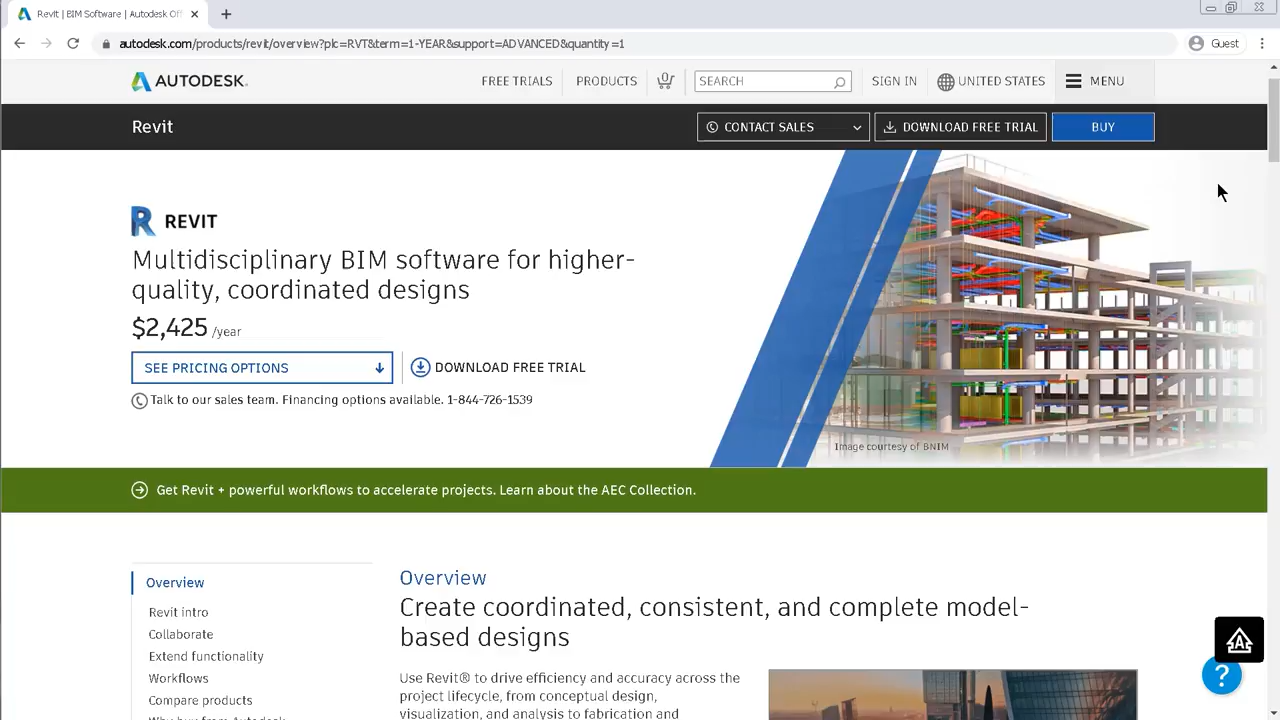 Revit | BIM Software | Autodesk Off
autodesk.com/products/revit/overview?plc=RVT&term=1-YEAR&support=ADVANCED&quantity=1
Guest
AUTODESK.
FREE TRIALS
PRODUCTS
0
SEARCH
SIGN IN
UNITED STATES
MENU
Revit
CONTACT SALES
DOWNLOAD FREE TRIAL
BUY
R REVIT
Multidisciplinary BIM software for higher-
quality, coordinated designs
$2,425 /year
SEE PRICING OPTIONS
DOWNLOAD FREE TRIAL
Talk to our sales team. Financing options available. 1-844-726-1539
Image courtesy of BNIM
Get Revit + powerful workflows to accelerate projects. Learn about the AEC Collection.
Overview
Revit intro
Collaborate
Extend functionality
Workflows
Compare products
Why buy from Autodesk
Overview
Create coordinated, consistent, and complete model-
based designs
Use Revit® to drive efficiency and accuracy across the
project lifecycle, from conceptual design,
visualization, and analysis to fabrication and
A
?